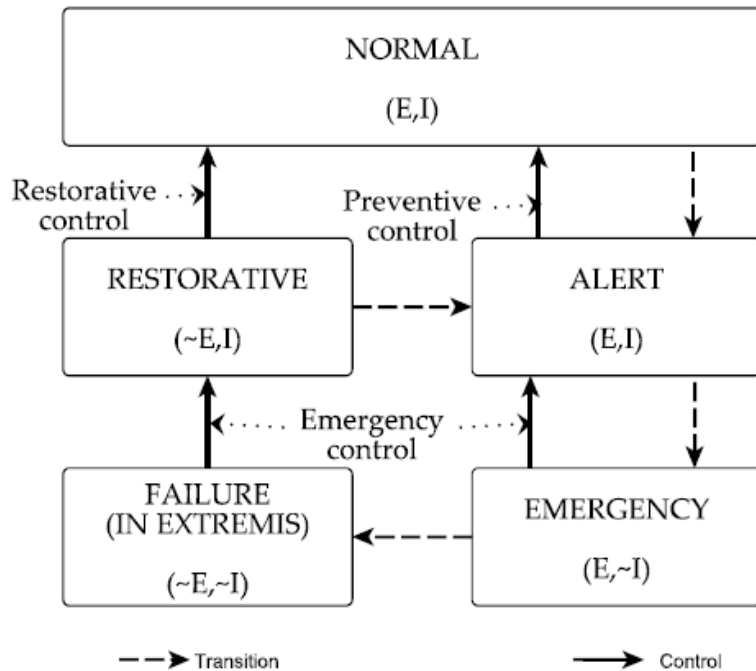 NORMAL
(E,I)
Restorative
control
Preventive
control
RESTORATIVE
(~E,I)
ALERT
(E,I)
Emergency
control
FAILURE
(IN EXTREMIS)
(~E,~I)
EMERGENCY
(E,~I)
Transition
Control